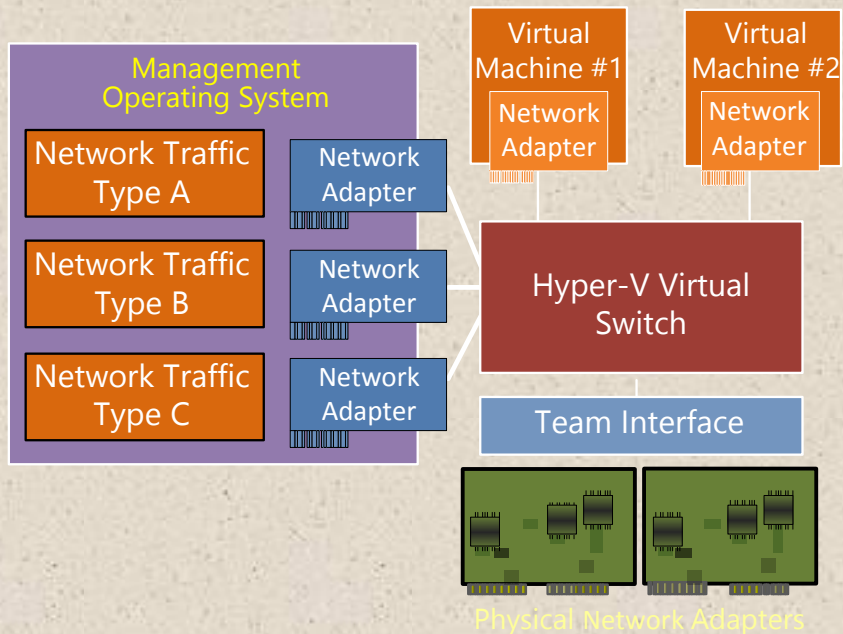 Management
Operating System
Network Traffic
Type A
Network
Adapter
Network Traffic
Type B
Network
Adapter
Network Traffic
Type C
Network
Adapter
Virtual
Machine #1
Network
Adapter
Virtual
Machine #2
Network
Adapter
Hyper-V Virtual
Switch
Team Interface
Physical Network Adapters